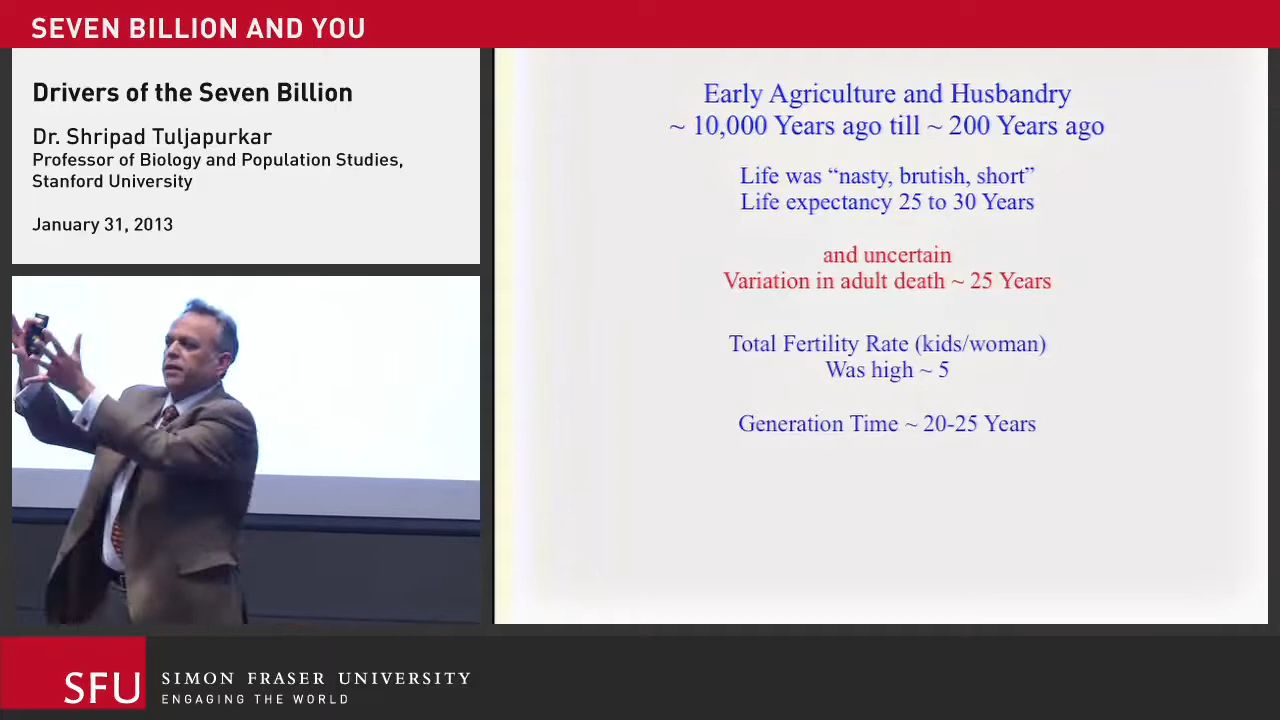 SEVEN BILLION AND YOU
Drivers of the Seven Billion
Dr. Shripad Tuljapurkar
Professor of Biology and Population Studies,
Stanford University
January 31, 2013
Early Agriculture and Husbandry
~ 10,000 Years ago till ~ 200 Years ago
Life was “nasty, brutish, short”
Life expectancy 25 to 30 Years
and uncertain
Variation in adult death ~ 25 Years
Total Fertility Rate (kids/woman)
Was high ~ 5
Generation Time ~ 20-25 Years
SFU
SIMON FRASER UNIVERSITY
ENGAGING THE WORLD